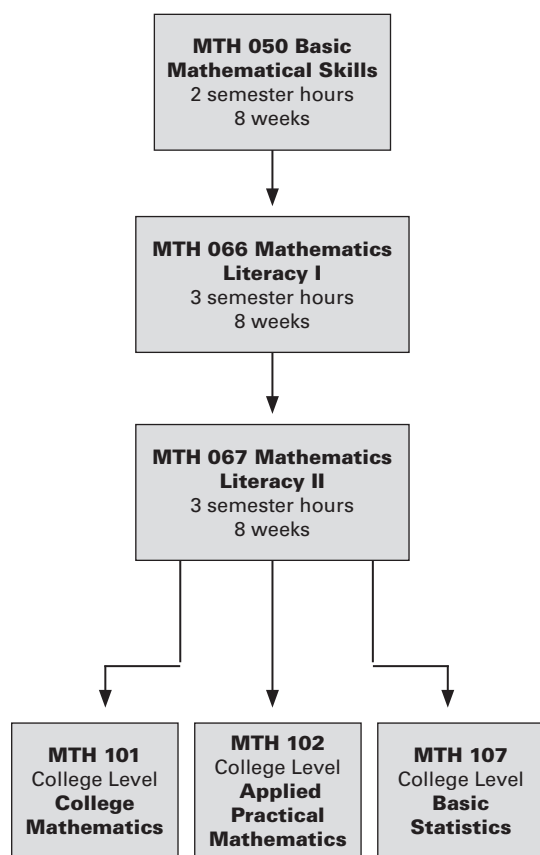 MTH 050 Basic
Mathematical Skills
2 semester hours
8 weeks
MTH 066 Mathematics
Literacy I
3 semester hours
8 weeks
MTH 067 Mathematics
Literacy II
3 semester hours
8 weeks
MTH 101
College Level
College
Mathematics
MTH 102
College Level
Applied
Practical
Mathematics
MTH 107
College Level
Basic
Statistics